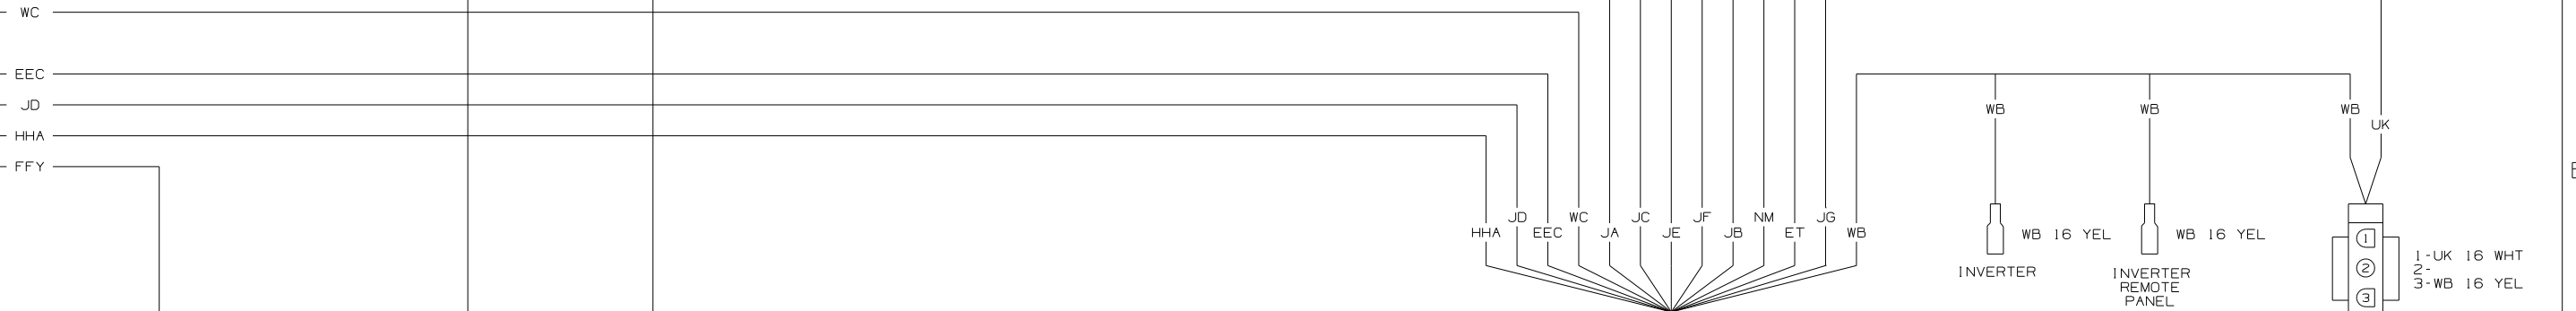 WC
EEC
JD
HHA
FFY
WB
WB
WB
UK
HHA
JD
EEC
WC
JA
JC
JE
JF
JB
NM
ET
JG
WB
WB 16 YEL
INVERTER
WB 16 YEL
INVERTER
REMOTE
PANEL
1
2
3
1-UK 16 WHT
2-
3-WB 16 YEL